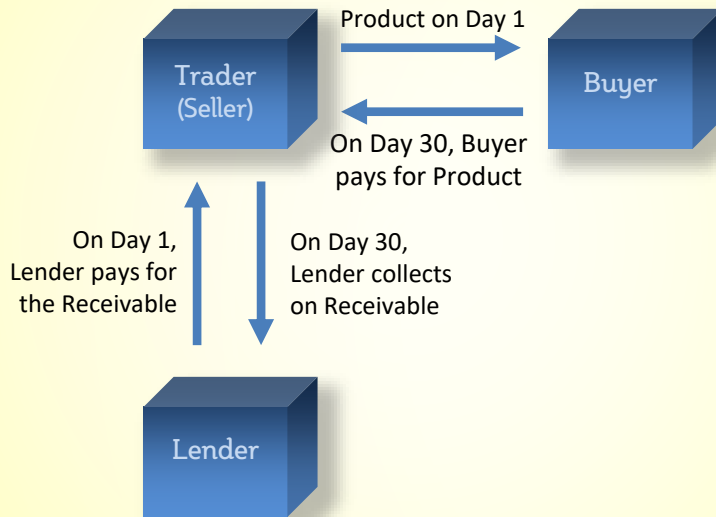 Product on Day 1
Trader
(Seller)
Buyer
On Day 30, Buyer
pays for Product
On Day 1,
Lender pays for
the Receivable
On Day 30,
Lender collects
on Receivable
Lender